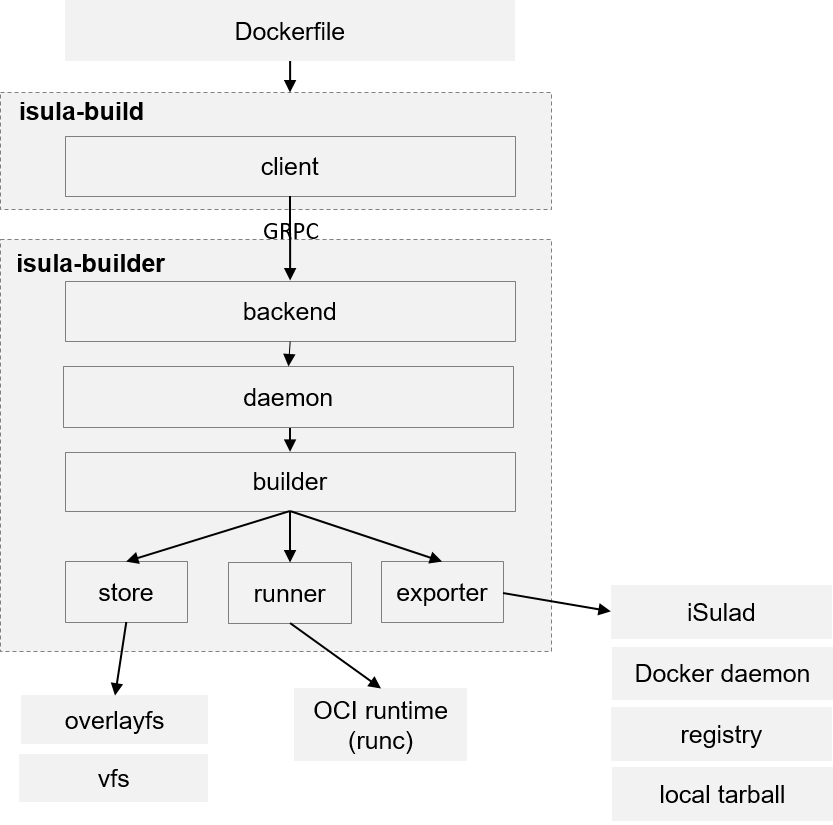 Dockerfile
isula-build
client
GRPC
isula-builder
backend
daemon
builder
store
runner
exporter
iSulad
Docker daemon
registry
local tarball
overlayfs
vfs
OCI runtime
(runc)